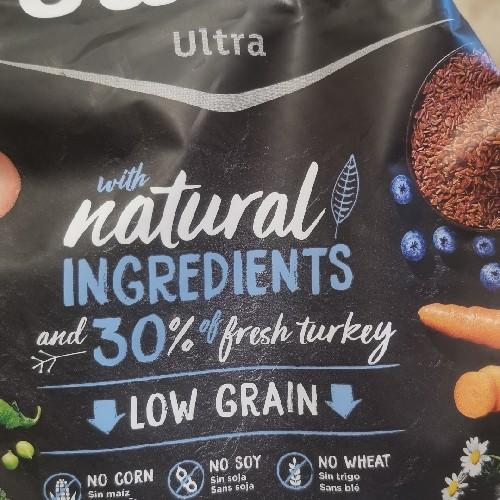 Ultra
with
natural
INGREDIENTS
and 30% of fresh turkey
LOW GRAIN
NO CORN
Sin maíz
NO SOY
Sin soja
Sans soja
NO WHEAT
Sin trigo
Sans blé